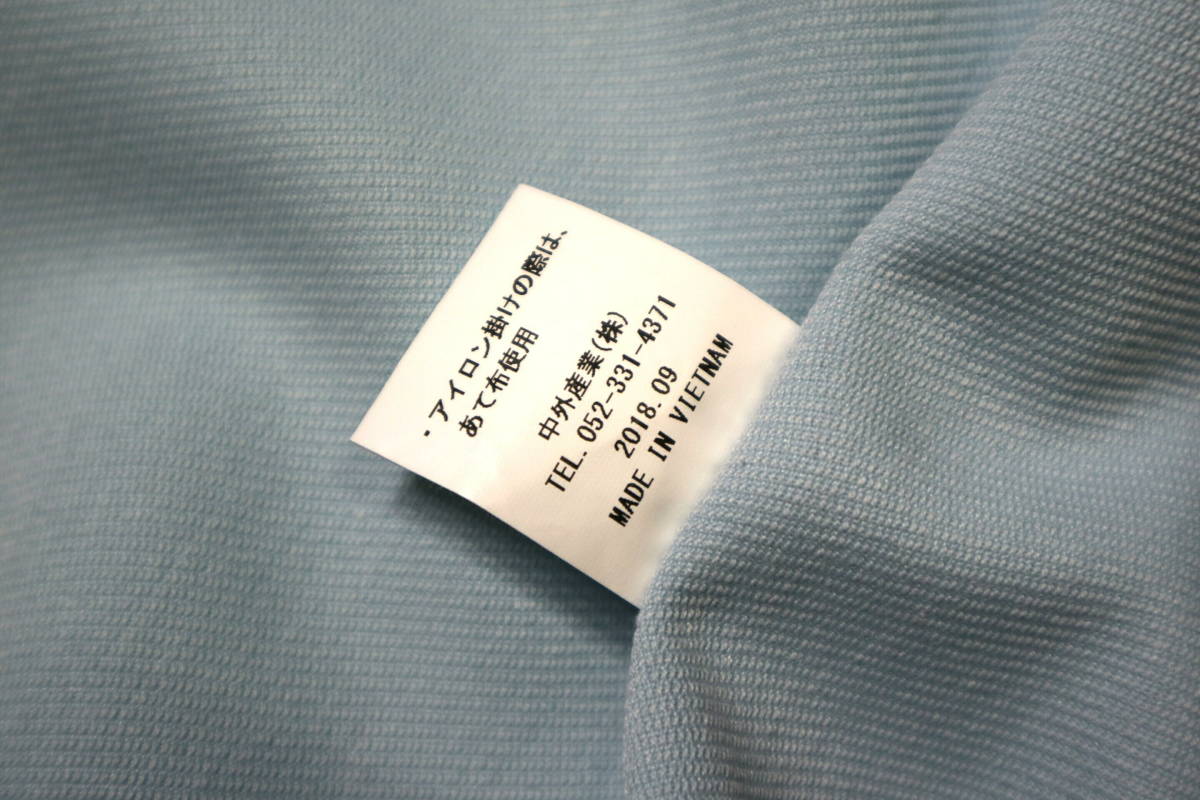 ・アイロン掛けの際は、
あて布使用
中外産業(株)
TEL. 052-331-4371
2018. 09
MADE IN VIETNAM